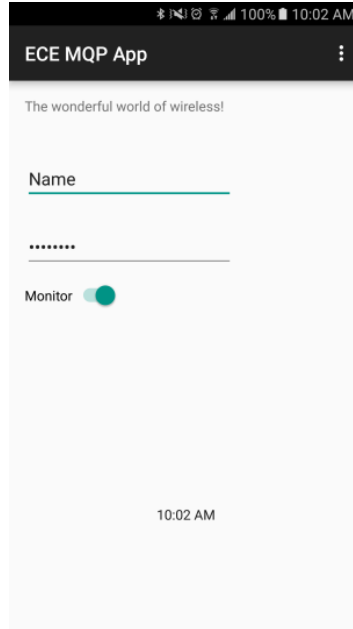 100% 10:02 AM
ECE MQP App
The wonderful world of wireless!
Name
••••••••
Monitor
10:02 AM